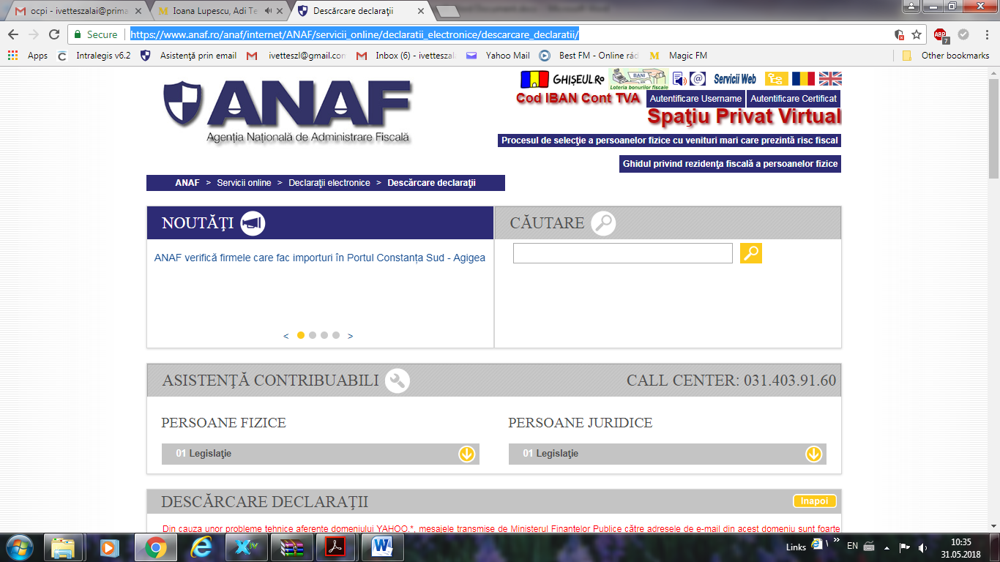 ocpi - ivetteszalai@prima
Ioana Lupescu, Adi Te
Descărcare declaraţii
Secure
https://www.anaf.ro/anaf/internet/ANAF/servicii_online/declaratii_electronice/descarcare_declaratii/
ABP
7
Apps
Intralegis v6.2
Asistenţă prin email
ivetteszl@gmail.con
Inbox (6) - ivetteszala
Yahoo Mail
Best FM - Online rád
Magic FM
Other bookmarks
ANAF
Agenţia Naţională de Administrare Fiscală
GHIŞEUL.RO
BANI
Loteria bonurilor fiscale
Servicii Web
Cod IBAN Cont TVA
Autentificare Username
Autentificare Certificat
Spaţiu Privat Virtual
Procesul de selecţie a persoanelor fizice cu venituri mari care prezintă risc fiscal
Ghidul privind rezidenţa fiscală a persoanelor fizice
ANAF > Servicii online > Declaraţii electronice > Descărcare declaraţii
NOUTĂŢI
CĂUTARE
ANAF verifică firmele care fac importuri în Portul Constanța Sud - Agigea
< >
ASISTENŢĂ CONTRIBUABILI
CALL CENTER: 031.403.91.60
PERSOANE FIZICE
PERSOANE JURIDICE
01 Legislaţie
01 Legislaţie
DESCĂRCARE DECLARAŢII
Inapoi
Din cauza unor probleme tehnice aferente domeniului YAHOO.*, mesajele transmise de Ministerul Finantelor Publice către adresele de e-mail din acest domeniu sunt foarte
Links
»
EN
10:35
31.05.2018